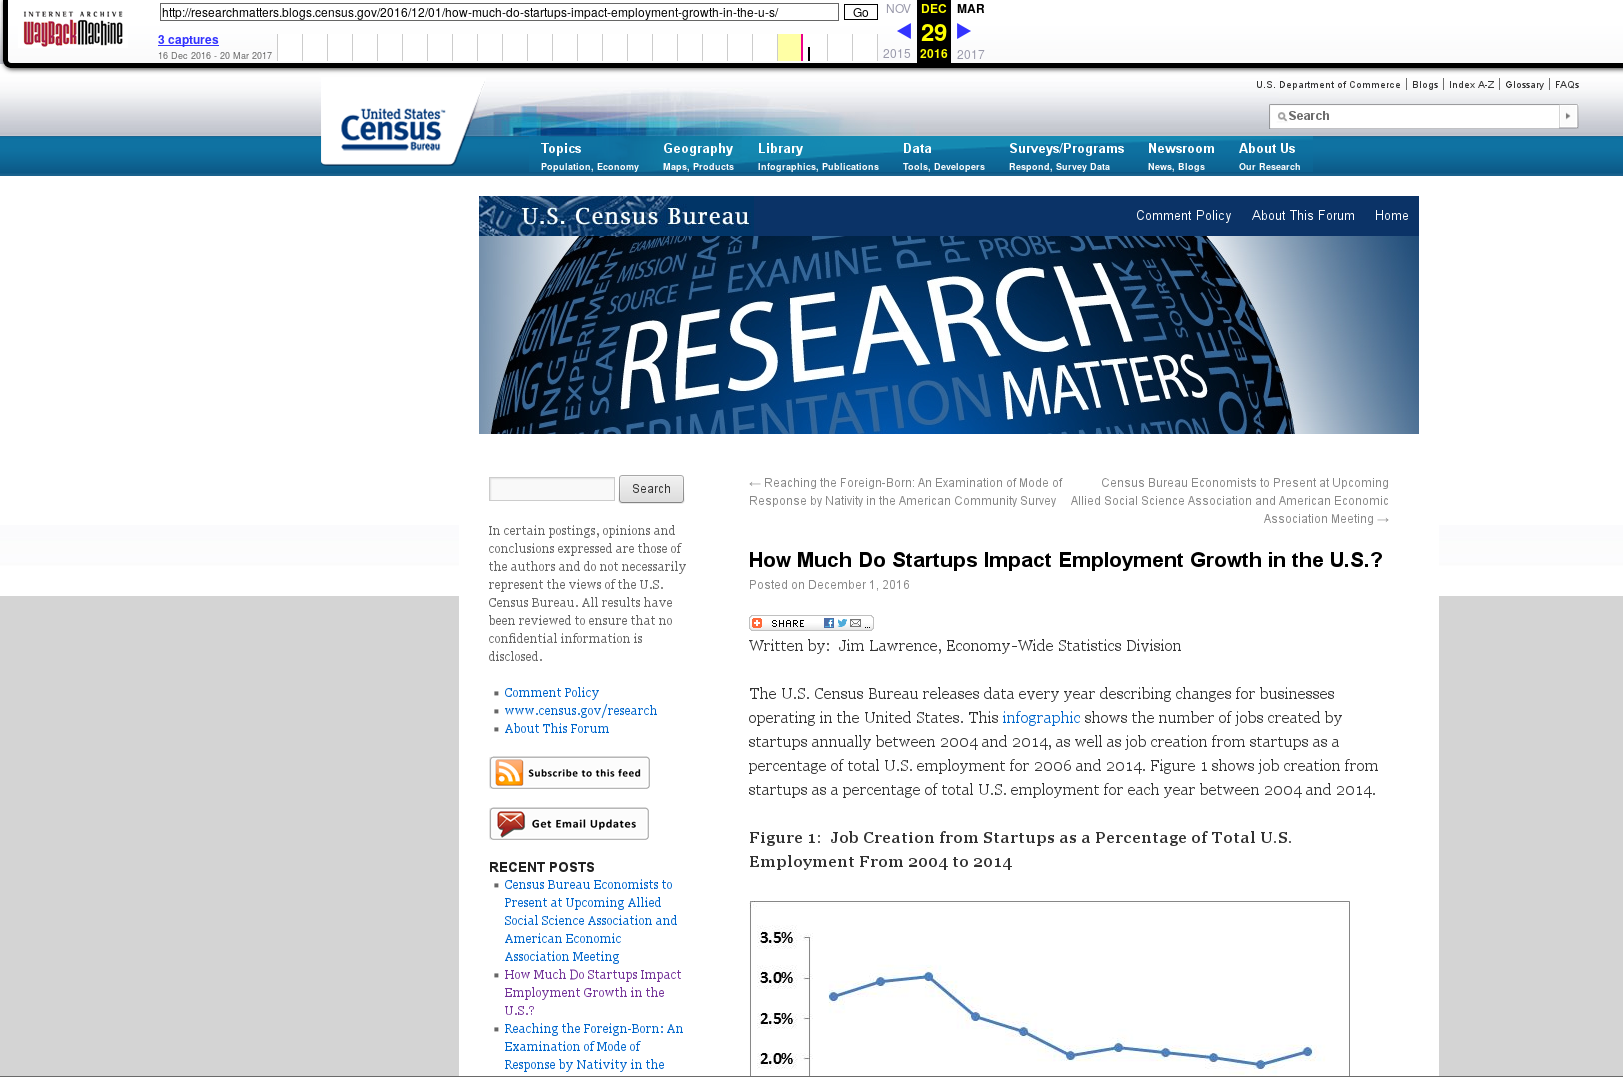 INTERNET ARCHIVE
WayBackMachine
http://researchmatters.blogs.census.gov/2016/12/01/how-much-do-startups-impact-employment-growth-in-the-u-s/
Go
NOV DEC MAR
3 captures
29
16 Dec 2016 - 20 Mar 2017
2015 2016 2017
U.S. Department of Commerce | Blogs | Index A-Z | Glossary | FAQs
Search
United States™
Census
Bureau
Topics Geography Library Data Surveys/Programs Newsroom About Us
Population, Economy Maps, Products Infographics, Publications Tools, Developers Respond, Survey Data News, Blogs Our Research
U.S. Census Bureau
Comment Policy About This Forum Home
RESEARCH
MATTERS
EXAMINATION
MISSION
SOURCE
EXAMINE
PROBE
SEARCH
LINK
SCAN
Search
← Reaching the Foreign-Born: An Examination of Mode of
Response by Nativity in the American Community Survey
Census Bureau Economists to Present at Upcoming
Allied Social Science Association and American Economic
Association Meeting →
In certain postings, opinions and
conclusions expressed are those of
the authors and do not necessarily
represent the views of the U.S.
Census Bureau. All results have
been reviewed to ensure that no
confidential information is
disclosed.
Comment Policy
www.census.gov/research
About This Forum
Subscribe to this feed
Get Email Updates
RECENT POSTS
Census Bureau Economists to
Present at Upcoming Allied
Social Science Association and
American Economic
Association Meeting
How Much Do Startups Impact
Employment Growth in the
U.S.?
Reaching the Foreign-Born: An
Examination of Mode of
Response by Nativity in the
How Much Do Startups Impact Employment Growth in the U.S.?
Posted on December 1, 2016
SHARE ...
Written by:  Jim Lawrence, Economy-Wide Statistics Division
The U.S. Census Bureau releases data every year describing changes for businesses
operating in the United States. This infographic shows the number of jobs created by
startups annually between 2004 and 2014, as well as job creation from startups as a
percentage of total U.S. employment for 2006 and 2014. Figure 1 shows job creation from
startups as a percentage of total U.S. employment for each year between 2004 and 2014.
Figure 1:  Job Creation from Startups as a Percentage of Total U.S.
Employment From 2004 to 2014
3.5%
3.0%
2.5%
2.0%